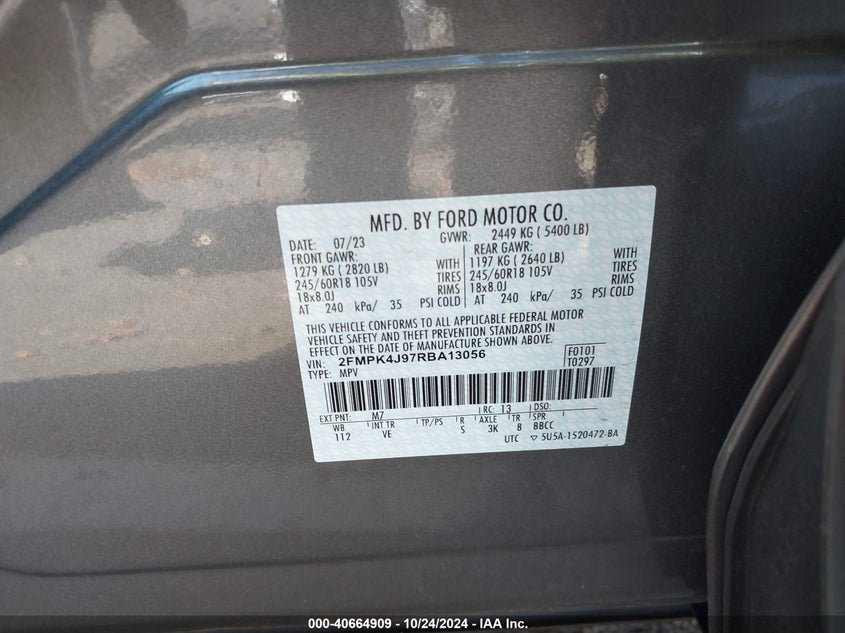 MFD. BY FORD MOTOR CO.
DATE: 07/23 GVWR: 2449 KG ( 5400 LB)
FRONT GAWR: REAR GAWR:
1279 KG ( 2820 LB) WITH 1197 KG ( 2640 LB) WITH
245/60R18 105V TIRES 245/60R18 105V TIRES
18x8.0J RIMS 18x8.0J RIMS
AT 240 kPa/ 35 PSI COLD AT 240 kPa/ 35 PSI COLD
THIS VEHICLE CONFORMS TO ALL APPLICABLE FEDERAL MOTOR
VEHICLE SAFETY AND THEFT PREVENTION STANDARDS IN
EFFECT ON THE DATE OF MANUFACTURE SHOWN ABOVE.
VIN: 2FMPK4J97RBA13056 F0101
TYPE: MPV T0297
EXT PNT: M7 RC: 13 DSO:
WB INT TR TP/PS R AXLE TR SPR
112 VE S 3K 8 BBCC
UTC ▽ 5U5A-1520472-BA
000-40664909 - 10/24/2024 - IAA Inc.